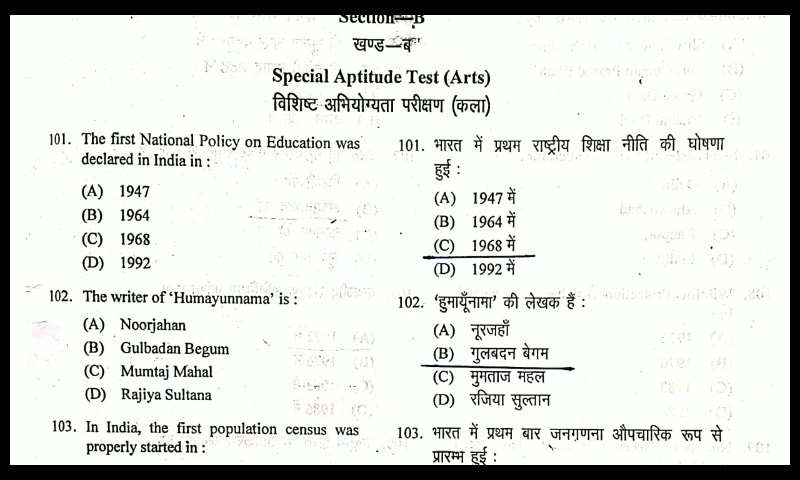 Section—B
खण्ड—ब
Special Aptitude Test (Arts)
विशिष्ट अभियोग्यता परीक्षण (कला)
101. The first National Policy on Education was
declared in India in :
(A) 1947
(B) 1964
(C) 1968
(D) 1992
102. The writer of ‘Humayunnama’ is :
(A) Noorjahan
(B) Gulbadan Begum
(C) Mumtaj Mahal
(D) Rajiya Sultana
103. In India, the first population census was
properly started in :
101. भारत में प्रथम राष्ट्रीय शिक्षा नीति की घोषणा
हुई :
(A) 1947 में
(B) 1964 में
(C) 1968 में
(D) 1992 में
102. ‘हुमायूँनामा’ की लेखक हैं :
(A) नूरजहाँ
(B) गुलबदन बेगम
(C) मुमताज महल
(D) रजिया सुल्तान
103. भारत में प्रथम बार जनगणना औपचारिक रूप से
प्रारम्भ हुई :